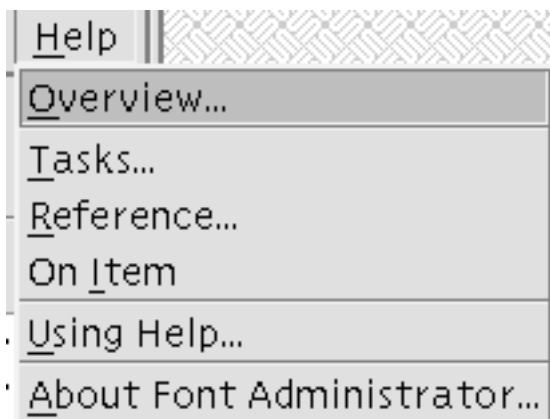 Help
Overview...
Tasks...
Reference...
On Item
Using Help...
About Font Administrator...